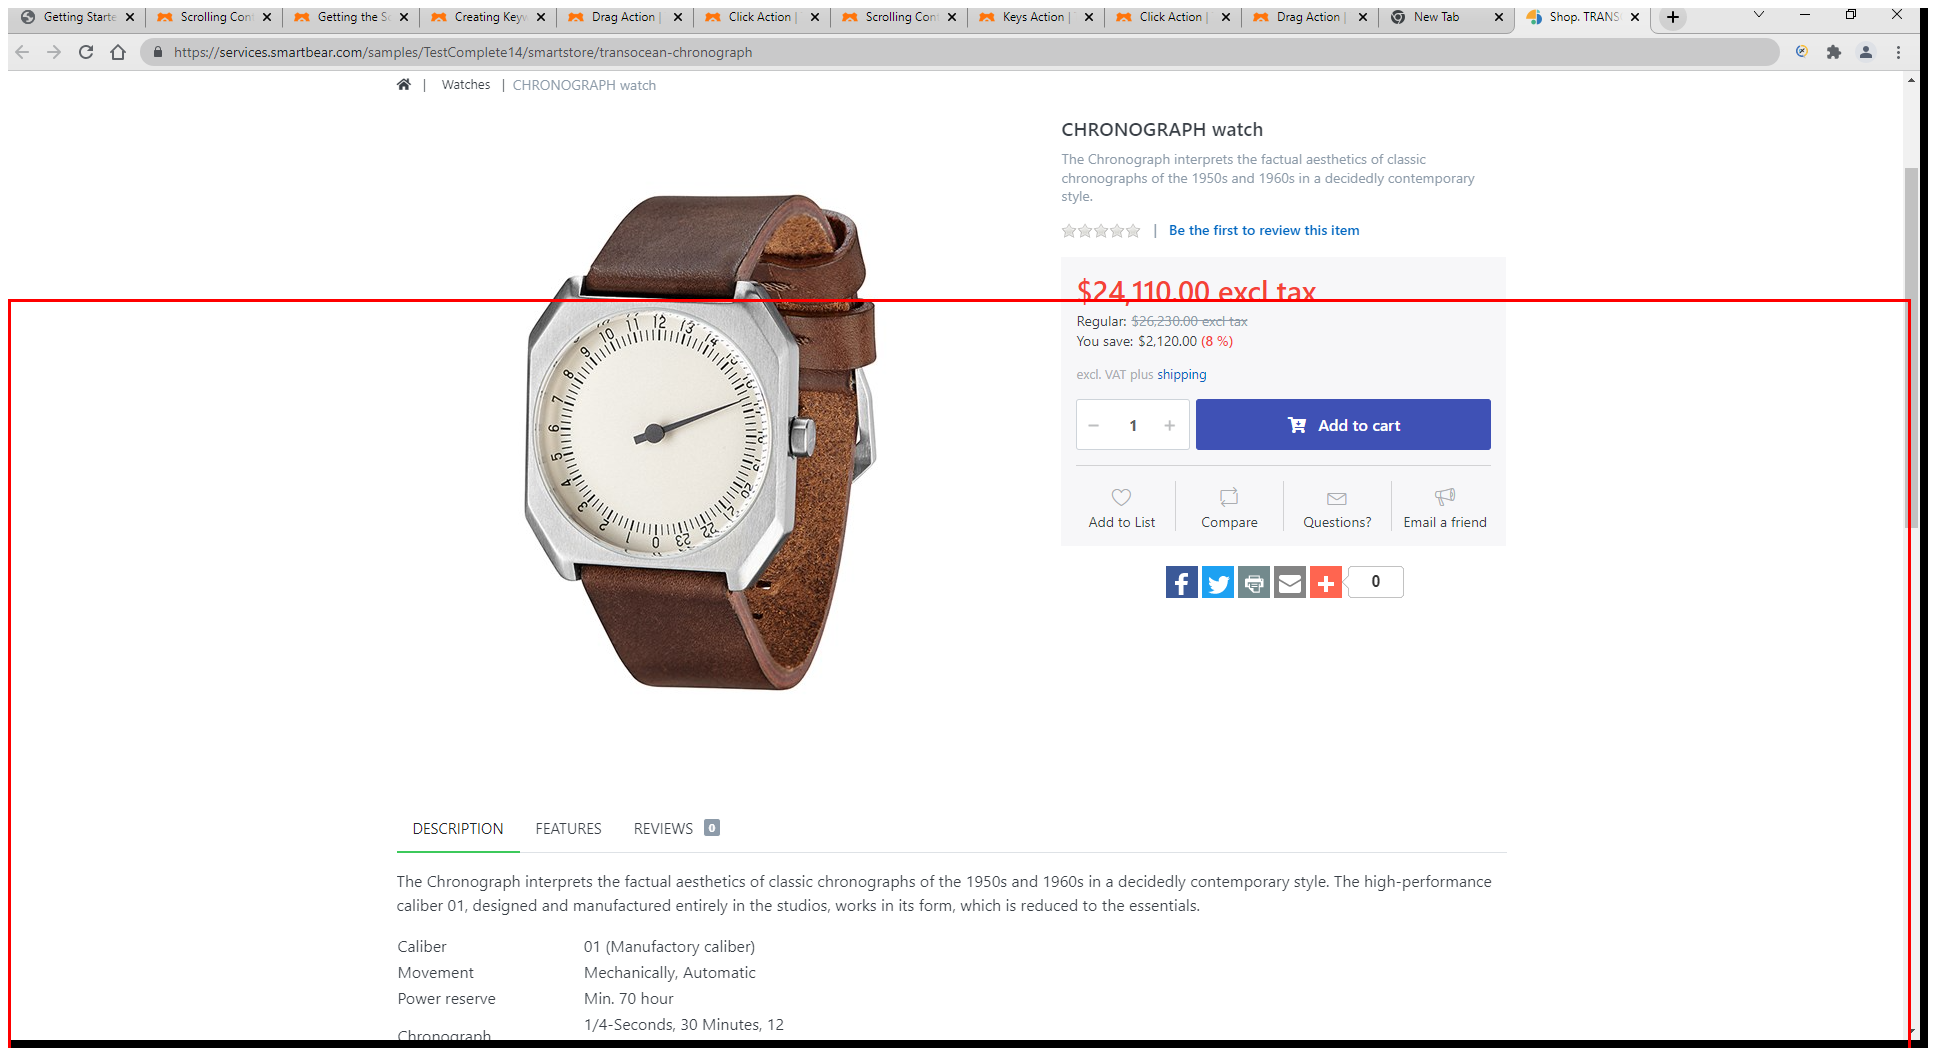 Getting Starte
Scrolling Con
Getting the S
Creating Keyw
Drag Action |
Click Action |
Scrolling Con
Keys Action |
Click Action |
Drag Action |
New Tab
Shop. TRANS
https://services.smartbear.com/samples/TestComplete14/smartstore/transocean-chronograph
| Watches | CHRONOGRAPH watch
CHRONOGRAPH watch
The Chronograph interprets the factual aesthetics of classic
chronographs of the 1950s and 1960s in a decidedly contemporary
style.
| Be the first to review this item
$24,110.00 excl tax
Regular: $26,230.00 excl tax
You save: $2,120.00 (8 %)
excl. VAT plus shipping
− 1 +
Add to cart
Add to List
Compare
Questions?
Email a friend
0
DESCRIPTION
FEATURES
REVIEWS 0
The Chronograph interprets the factual aesthetics of classic chronographs of the 1950s and 1960s in a decidedly contemporary style. The high-performance
caliber 01, designed and manufactured entirely in the studios, works in its form, which is reduced to the essentials.
Caliber 01 (Manufactory caliber)
Movement Mechanically, Automatic
Power reserve Min. 70 hour
Chronograph 1/4-Seconds, 30 Minutes, 12